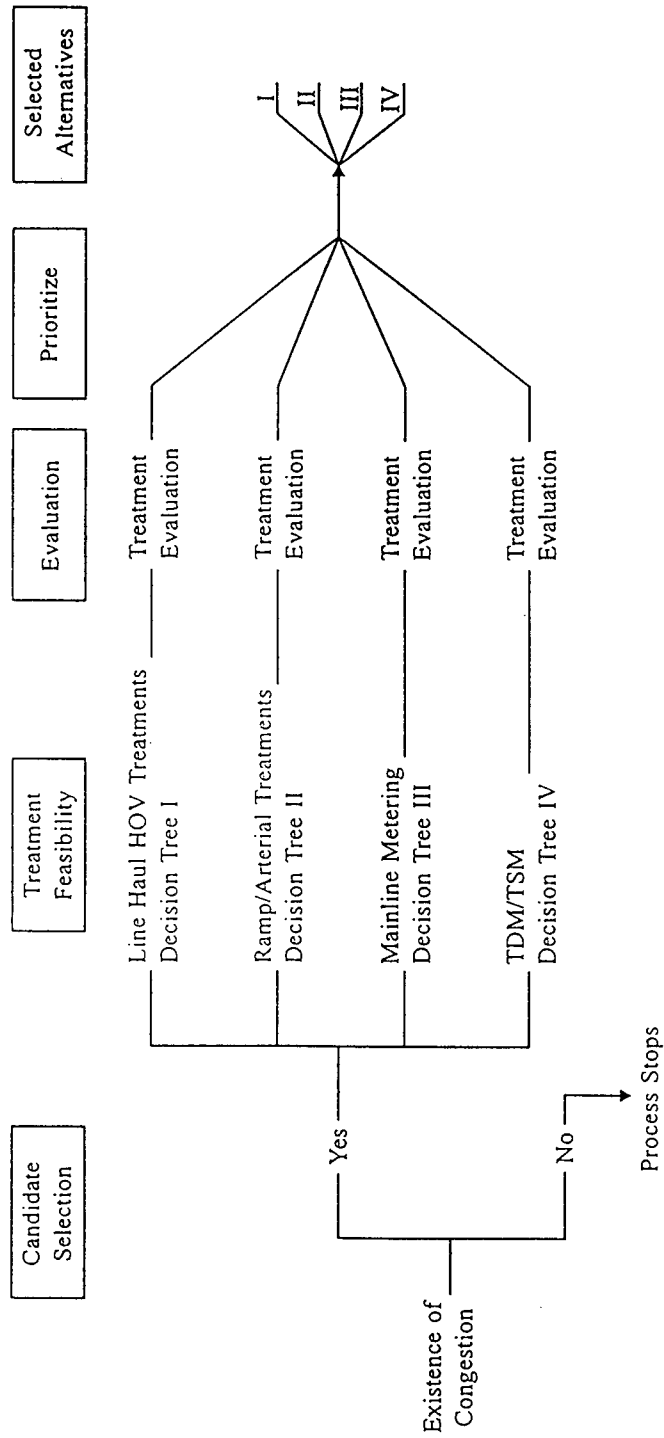 Candidate
Selection
Treatment
Feasibility
Evaluation
Prioritize
Selected
Alternatives
Existence of
Congestion
Yes
No
Process Stops
Line Haul HOV Treatments
Decision Tree I
Ramp/Arterial Treatments
Decision Tree II
Mainline Metering
Decision Tree III
TDM/TSM
Decision Tree IV
Treatment
Evaluation
Treatment
Evaluation
Treatment
Evaluation
Treatment
Evaluation
I
II
III
IV